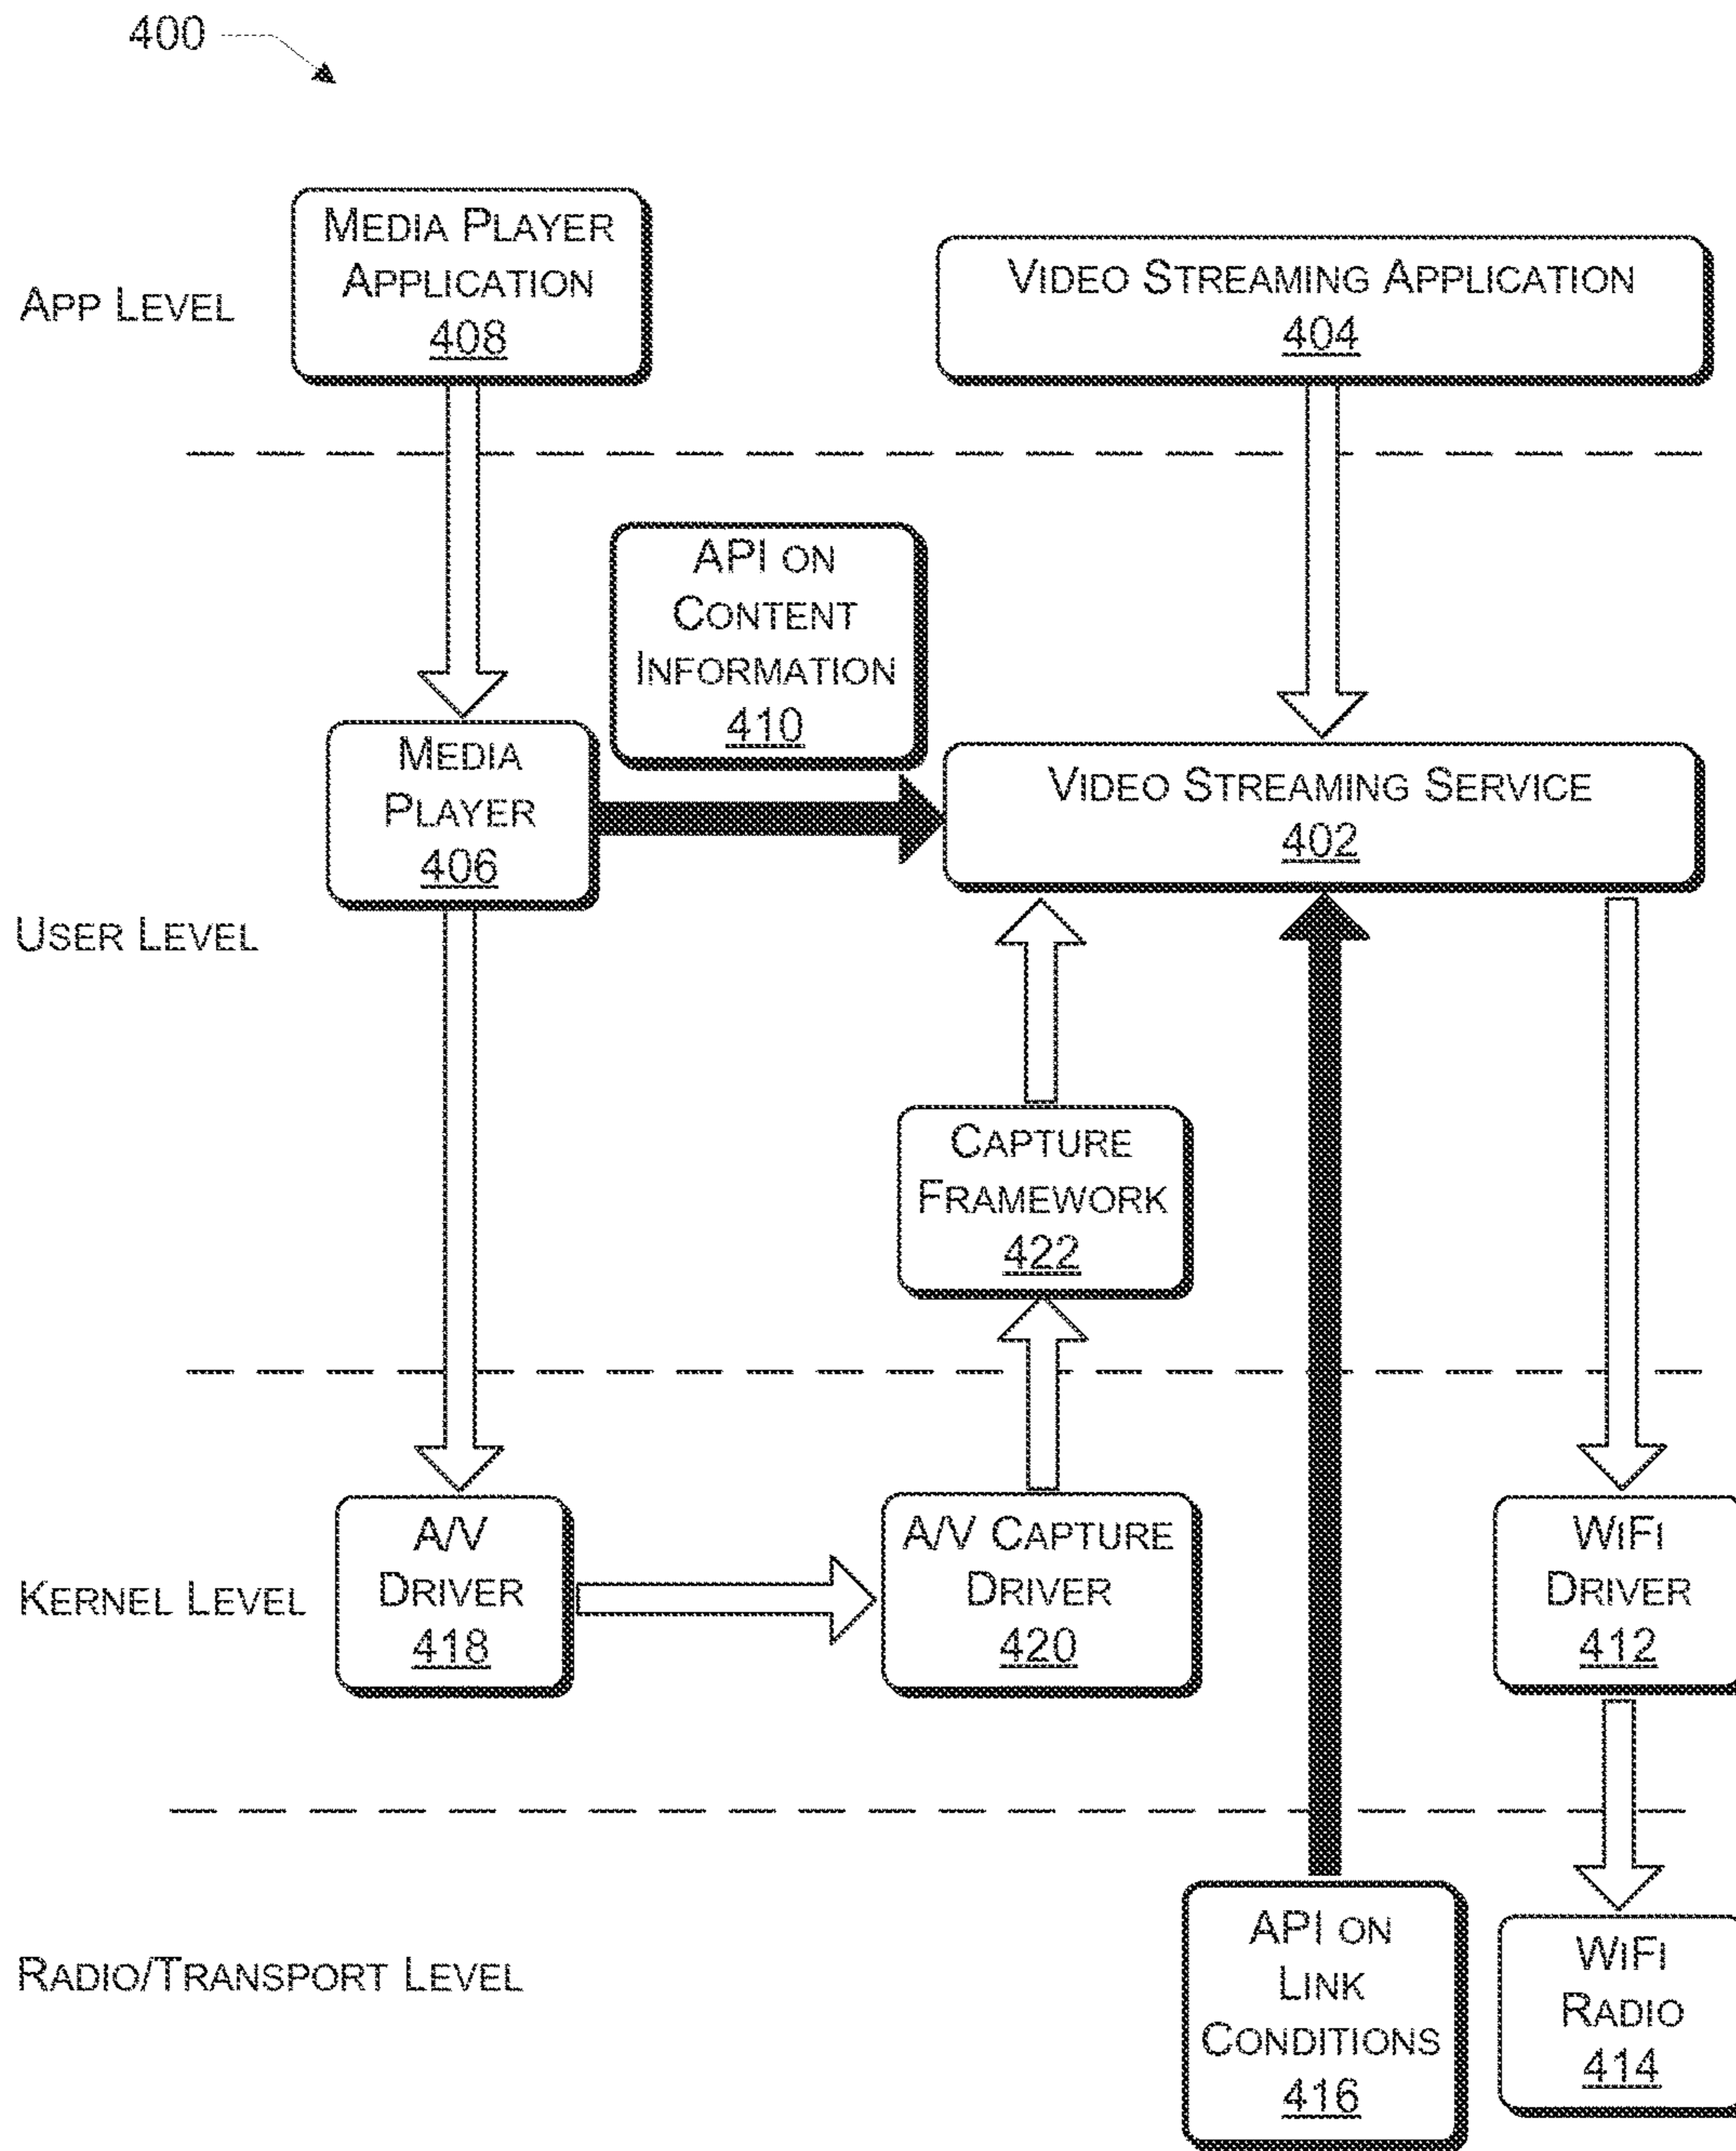 400
MEDIA PLAYER
APPLICATION
408
VIDEO STREAMING APPLICATION
404
APP LEVEL
API ON
CONTENT
INFORMATION
410
MEDIA
PLAYER
406
VIDEO STREAMING SERVICE
402
USER LEVEL
CAPTURE
FRAMEWORK
422
A/V
DRIVER
418
A/V CAPTURE
DRIVER
420
WIFI
DRIVER
412
KERNEL LEVEL
RADIO/TRANSPORT LEVEL
API ON
LINK
CONDITIONS
416
WIFI
RADIO
414